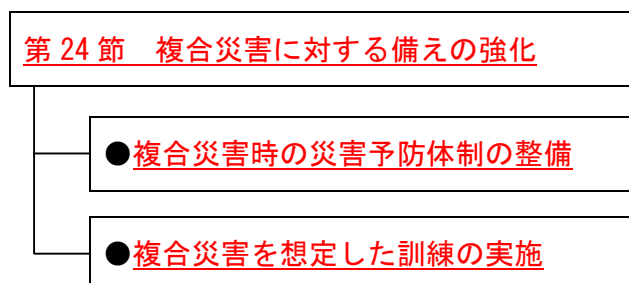 第 24 節　複合災害に対する備えの強化
●複合災害時の災害予防体制の整備
●複合災害を想定した訓練の実施